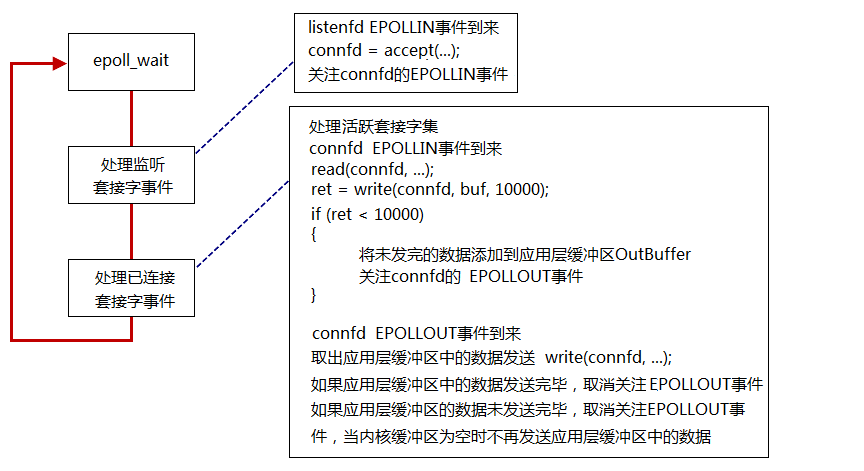 epoll_wait
处理监听
套接字事件
处理已连接
套接字事件
listenfd EPOLLIN事件到来
connfd = accept(...);
关注connfd的EPOLLIN事件
处理活跃套接字集
connfd EPOLLIN事件到来
read(connfd, ...);
ret = write(connfd, buf, 10000);
if (ret < 10000)
{
将未发完的数据添加到应用层缓冲区OutBuffer
关注connfd的 EPOLLOUT事件
}
connfd EPOLLOUT事件到来
取出应用层缓冲区中的数据发送 write(connfd, ...);
如果应用层缓冲区中的数据发送完毕，取消关注EPOLLOUT事件
如果应用层缓冲区的数据未发送完毕，取消关注EPOLLOUT事
件，当内核缓冲区为空时不再发送应用层缓冲区中的数据